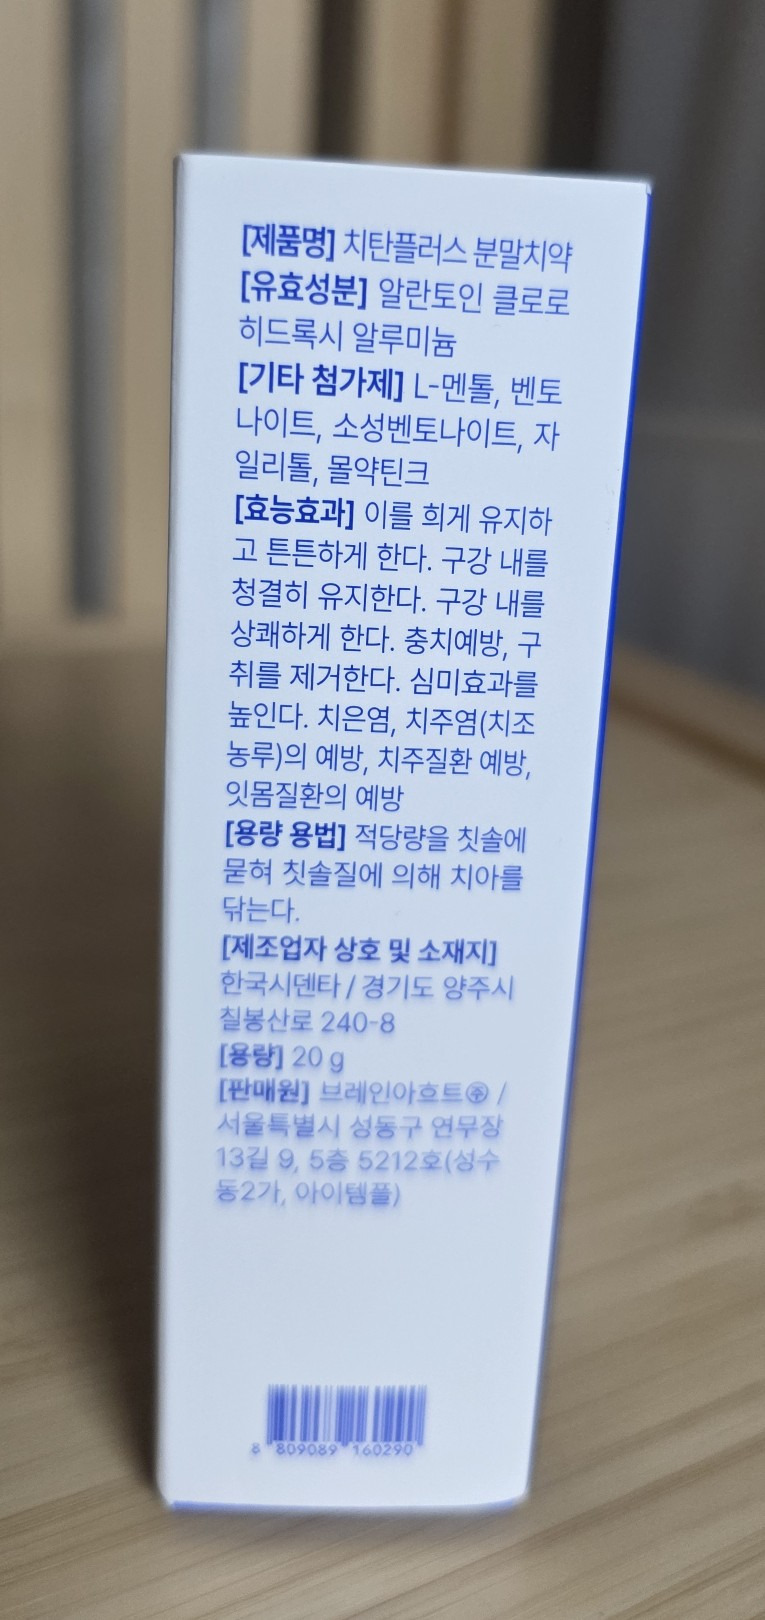 [제품명] 치탄플러스 분말치약
[유효성분] 알란토인 클로로
히드록시 알루미늄
[기타 첨가제] L-멘톨, 벤토
나이트, 소성벤토나이트, 자
일리톨, 몰약틴크
[효능효과] 이를 희게 유지하
고 튼튼하게 한다. 구강 내를
청결히 유지한다. 구강 내를
상쾌하게 한다. 충치예방, 구
취를 제거한다. 심미효과를
높인다. 치은염, 치주염(치조
농루)의 예방, 치주질환 예방,
잇몸질환의 예방
[용량 용법] 적당량을 칫솔에
묻혀 칫솔질에 의해 치아를
닦는다.
[제조업자 상호 및 소재지]
한국시덴타 / 경기도 양주시
칠봉산로 240-8
[용량] 20 g
[판매원] 브레인아흐트㈜ /
서울특별시 성동구 연무장
13길 9, 5층 5212호(성수
동2가, 아이템풀)
8 809089 160290